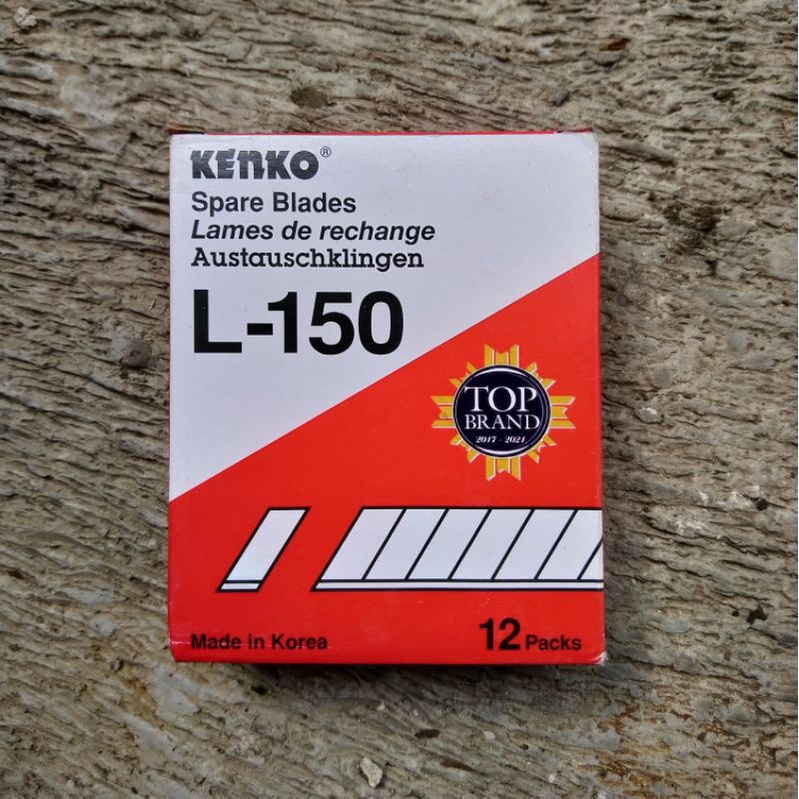 KENKO®
Spare Blades
Lames de rechange
Austauschklingen
L-150
TOP
BRAND
2017 - 2021
Made in Korea
12 Packs